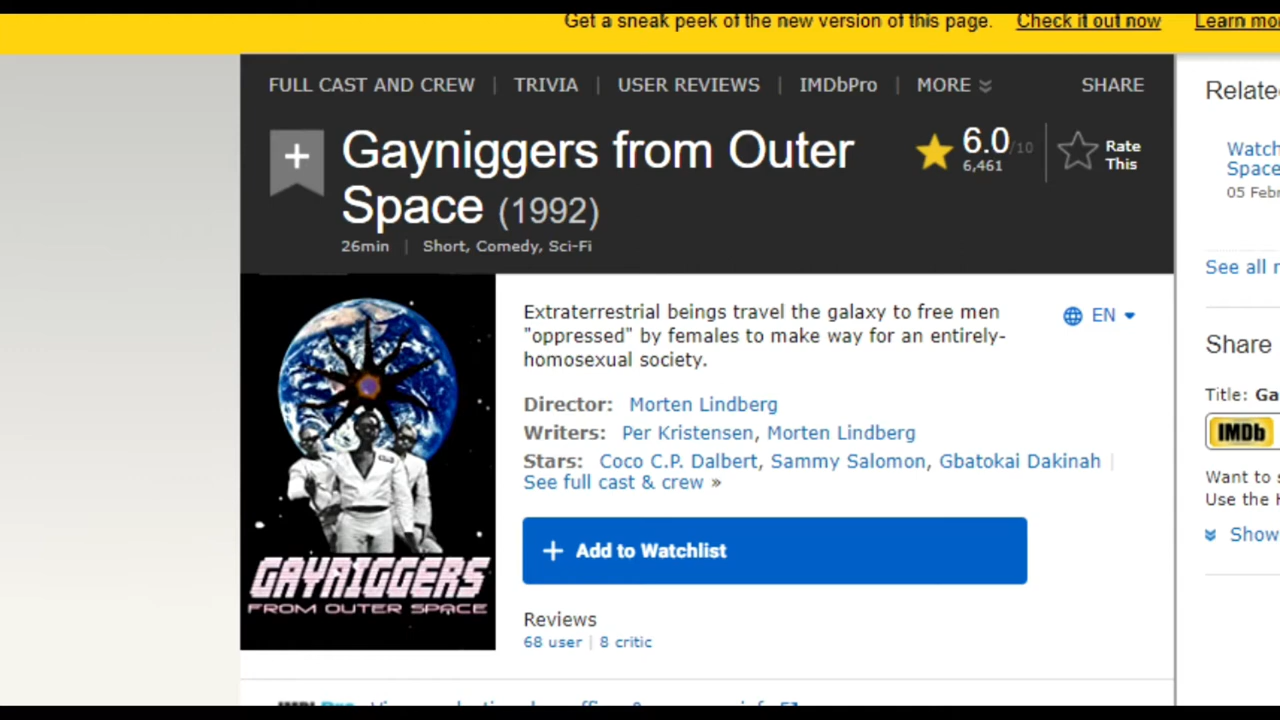 Get a sneak peek of the new version of this page. Check it out now Learn mo
FULL CAST AND CREW | TRIVIA | USER REVIEWS | IMDbPro | MORE SHARE
Gayniggers from Outer
Space (1992)
6.0/10
6,461
Rate
This
26min | Short, Comedy, Sci-Fi
GAYNIGGERS
FROM OUTER SPACE
Extraterrestrial beings travel the galaxy to free men
"oppressed" by females to make way for an entirely-
homosexual society.
EN
Director: Morten Lindberg
Writers: Per Kristensen, Morten Lindberg
Stars: Coco C.P. Dalbert, Sammy Salomon, Gbatokai Dakinah |
See full cast & crew »
+ Add to Watchlist
Reviews
68 user | 8 critic
Relate
Watch
Space
05 Feb
See all
Share
Title: Ga
IMDb
Want to
Use the
Show